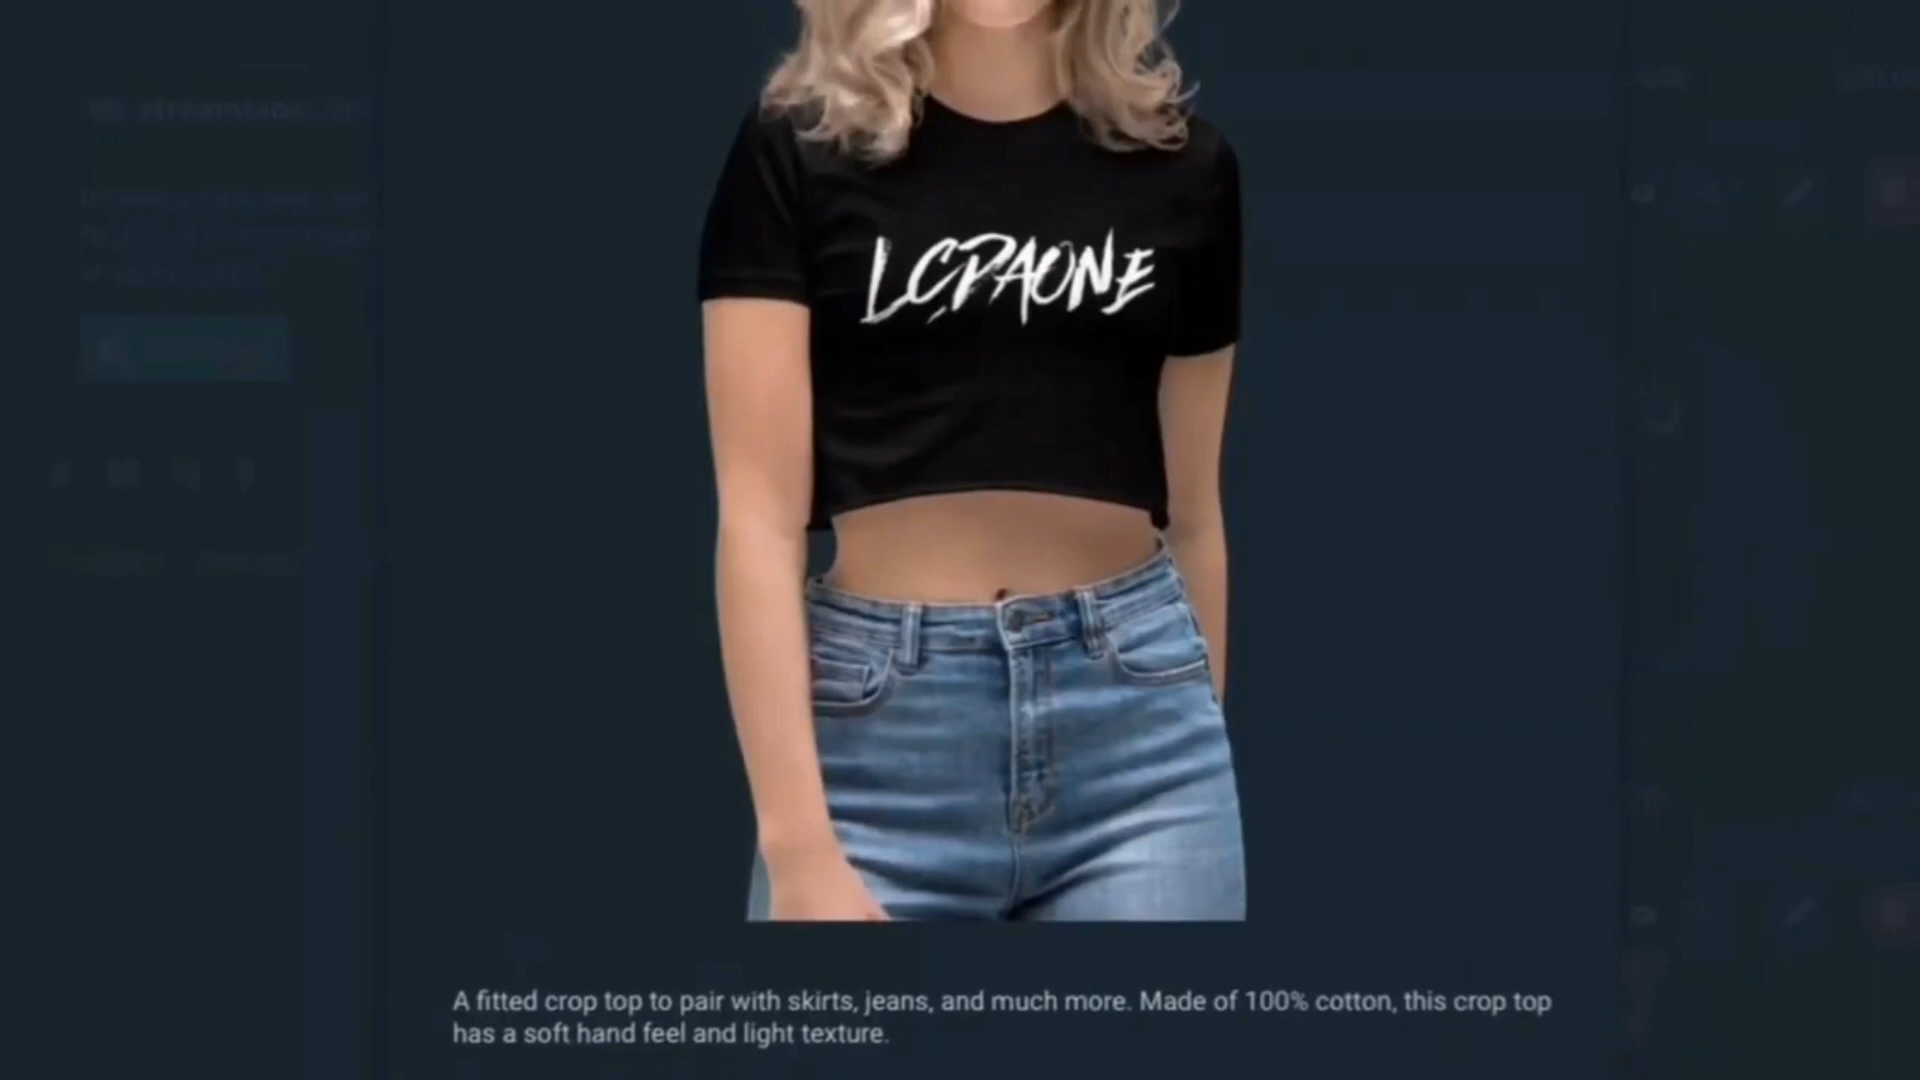 LCPAONE
A fitted crop top to pair with skirts, jeans, and much more. Made of 100% cotton, this crop top
has a soft hand feel and light texture.